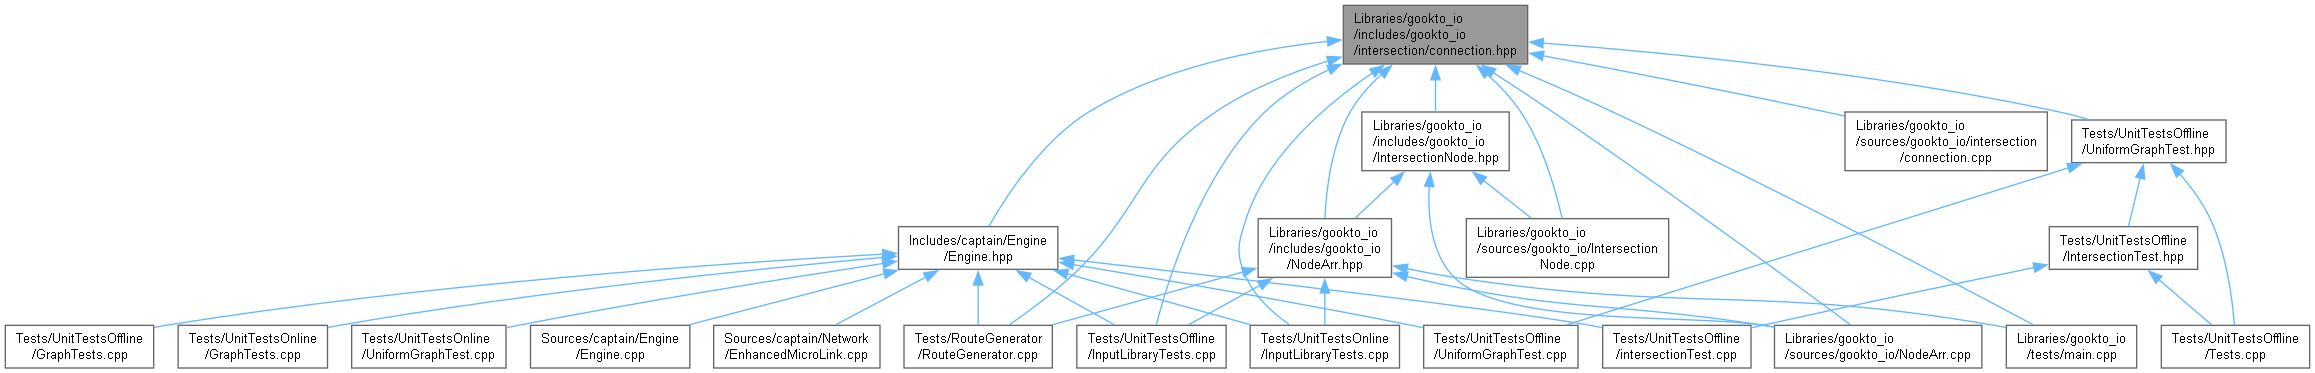 Libraries/gookto_io
/includes/gookto_io
/intersection/connection.hpp
Libraries/gookto_io
/includes/gookto_io
/IntersectionNode.hpp
Libraries/gookto_io
/sources/gookto_io/intersection
/connection.cpp
Tests/UnitTestsOffline
/UniformGraphTest.hpp
Includes/captain/Engine
/Engine.hpp
Libraries/gookto_io
/includes/gookto_io
/NodeArr.hpp
Libraries/gookto_io
/sources/gookto_io/Intersection
Node.cpp
Tests/UnitTestsOffline
/IntersectionTest.hpp
Tests/UnitTestsOffline
/GraphTests.cpp
Tests/UnitTestsOnline
/GraphTests.cpp
Tests/UnitTestsOnline
/UniformGraphTest.cpp
Sources/captain/Engine
/Engine.cpp
Sources/captain/Network
/EnhancedMicroLink.cpp
Tests/RouteGenerator
/RouteGenerator.cpp
Tests/UnitTestsOffline
/InputLibraryTests.cpp
Tests/UnitTestsOnline
/InputLibraryTests.cpp
Tests/UnitTestsOffline
/UniformGraphTest.cpp
Tests/UnitTestsOffline
/intersectionTest.cpp
Libraries/gookto_io
/sources/gookto_io/NodeArr.cpp
Libraries/gookto_io
/tests/main.cpp
Tests/UnitTestsOffline
/Tests.cpp